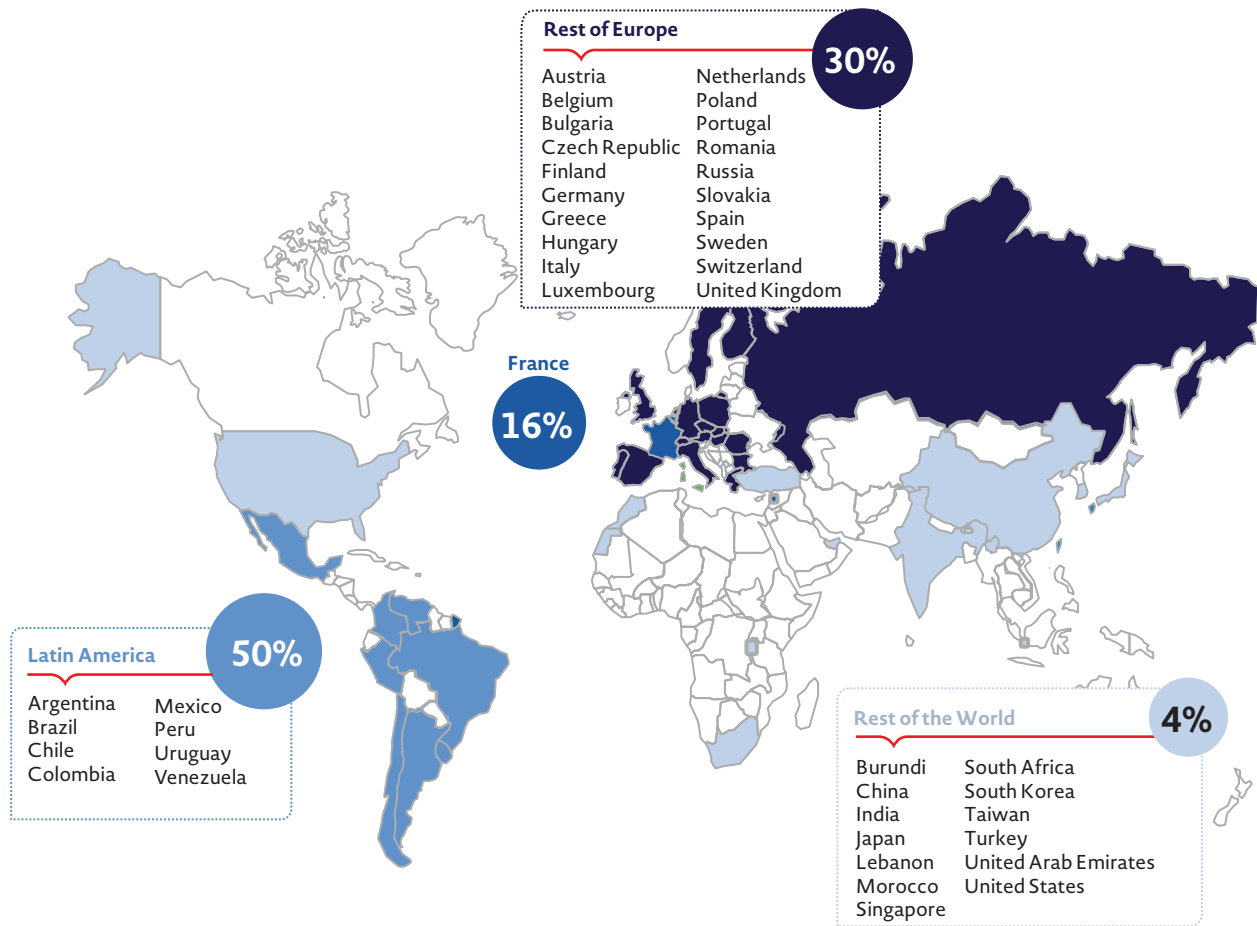 Rest of Europe
30%
Austria
Belgium
Bulgaria
Czech Republic
Finland
Germany
Greece
Hungary
Italy
Luxembourg
Netherlands
Poland
Portugal
Romania
Russia
Slovakia
Spain
Sweden
Switzerland
United Kingdom
France
16%
Latin America
50%
Argentina
Brazil
Chile
Colombia
Mexico
Peru
Uruguay
Venezuela
Rest of the World
4%
Burundi
China
India
Japan
Lebanon
Morocco
Singapore
South Africa
South Korea
Taiwan
Turkey
United Arab Emirates
United States